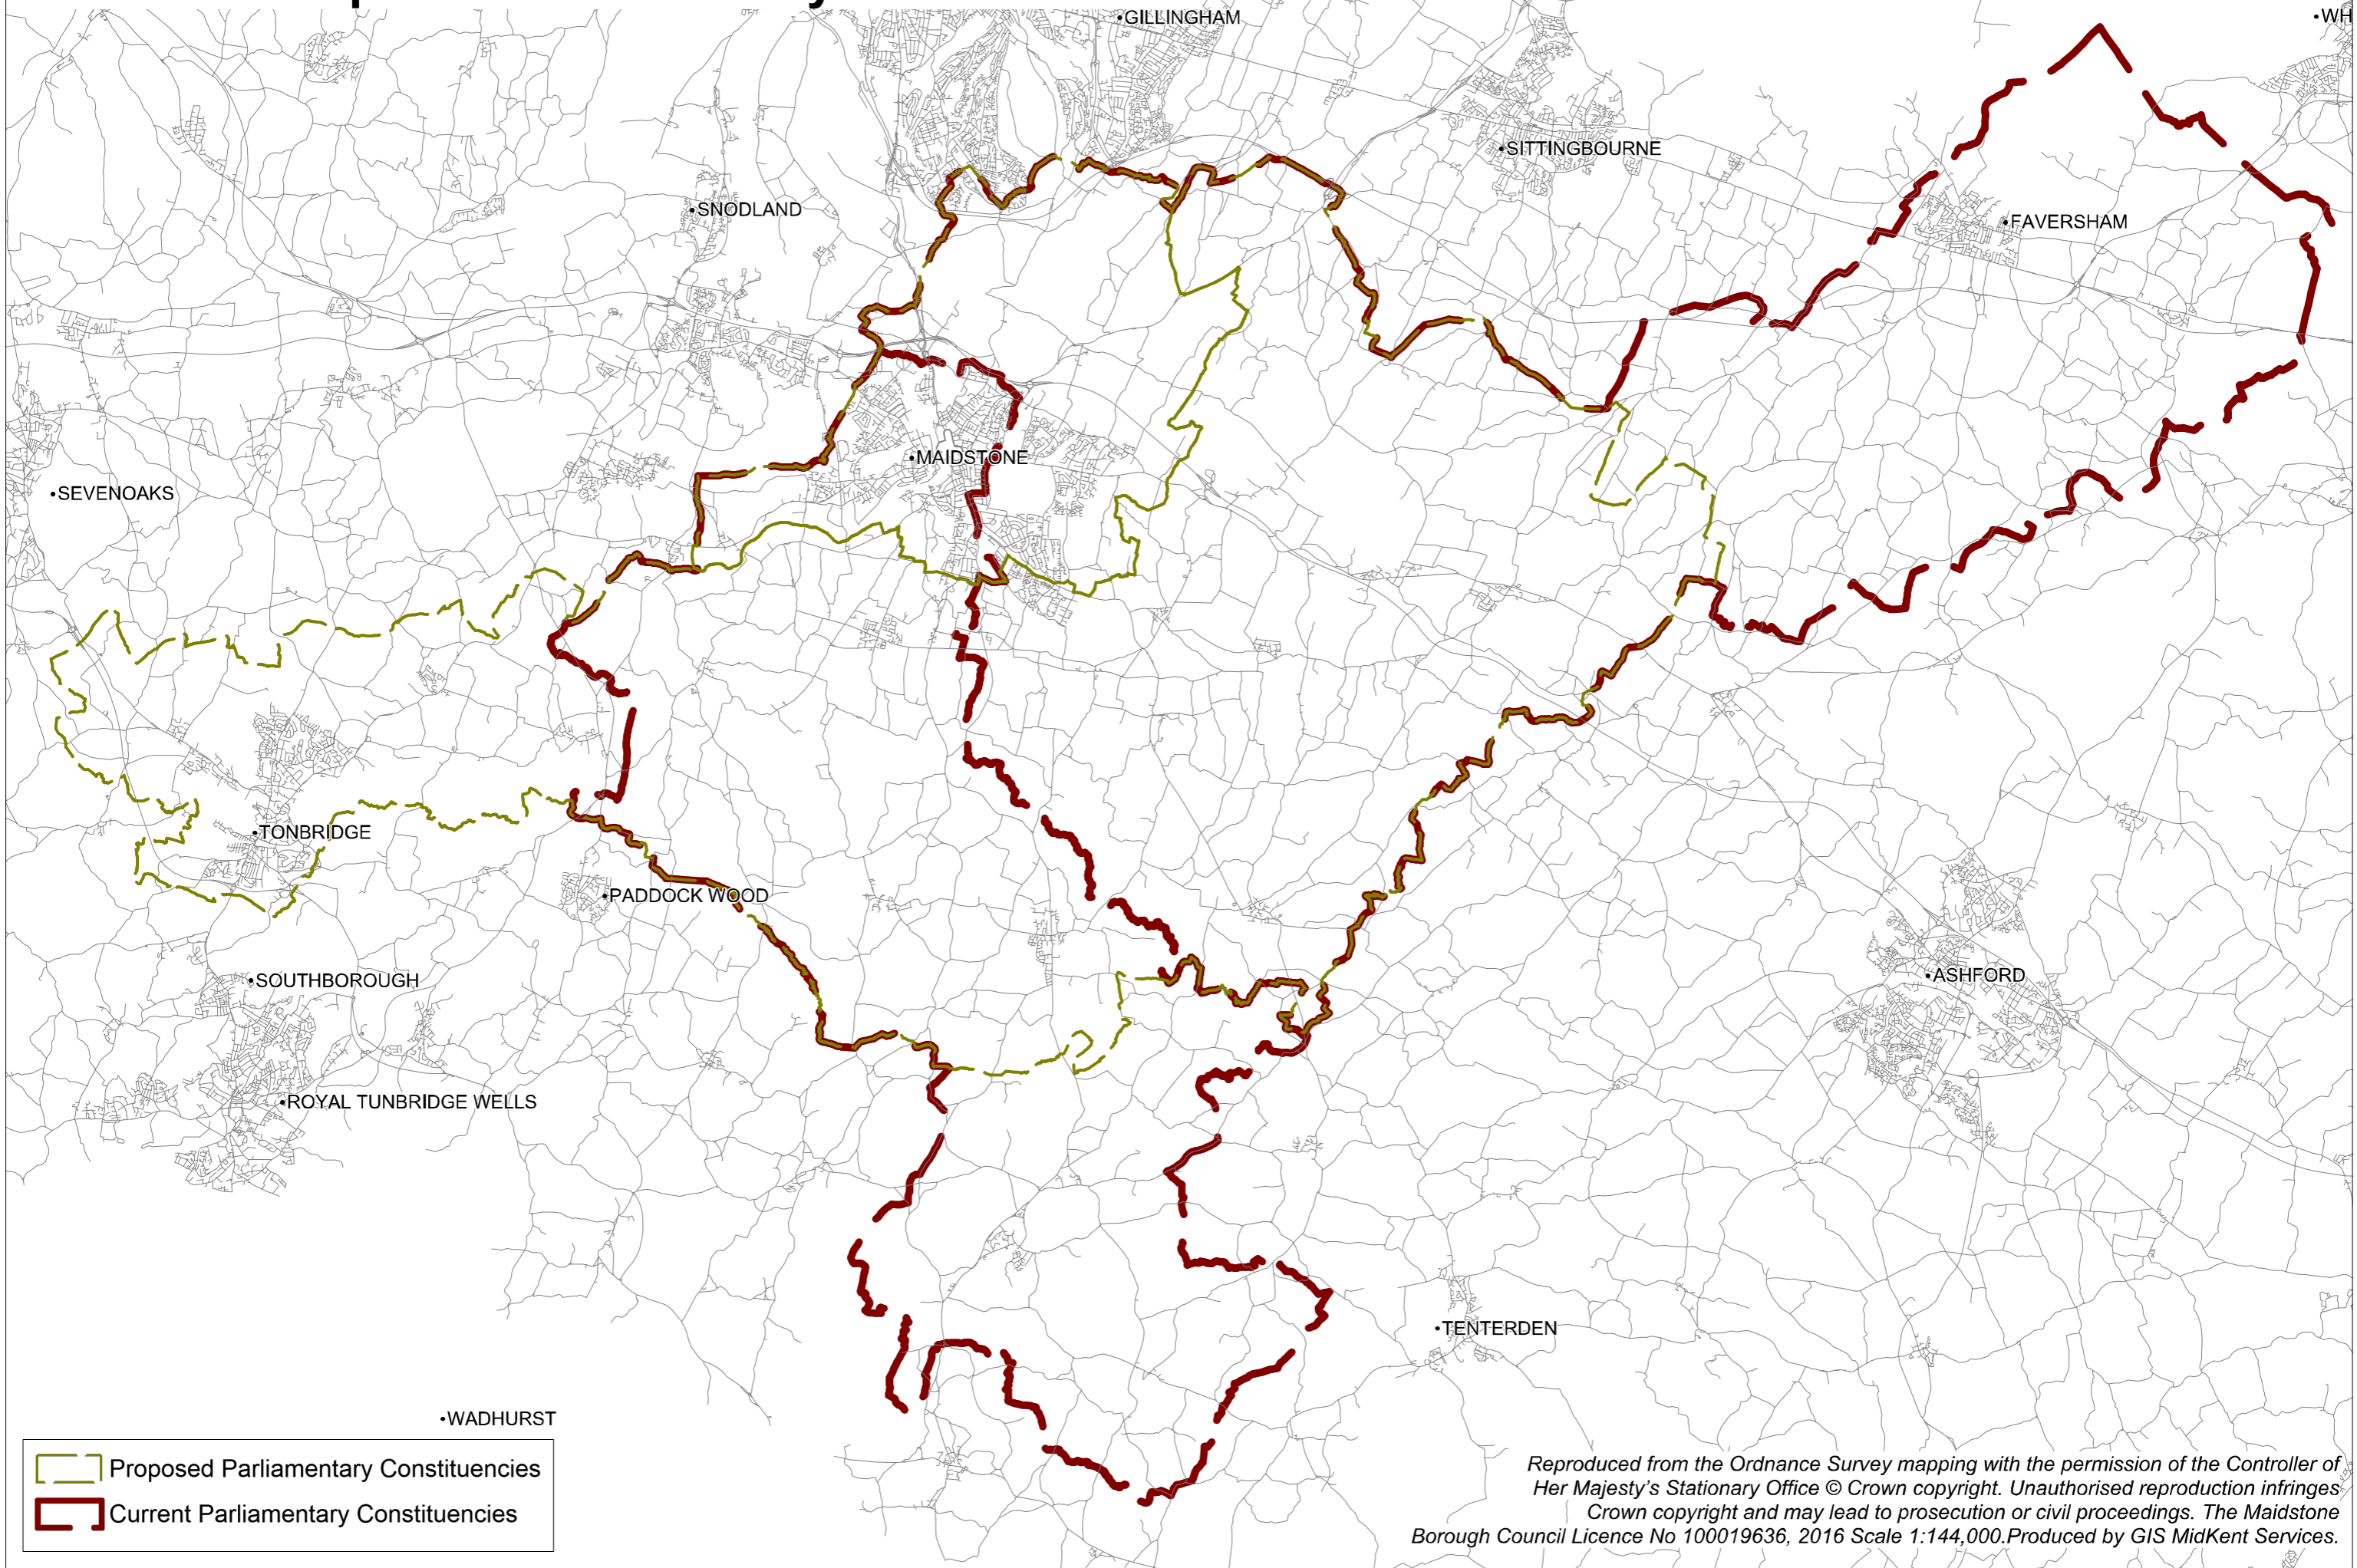 GILLINGHAM
WH
SITTINGBOURNE
SNODLAND
FAVERSHAM
MAIDSTONE
SEVENOAKS
TONBRIDGE
PADDOCK WOOD
SOUTHBOROUGH
ASHFORD
ROYAL TUNBRIDGE WELLS
TENTERDEN
WADHURST
Proposed Parliamentary Constituencies
Current Parliamentary Constituencies
Reproduced from the Ordnance Survey mapping with the permission of the Controller of
Her Majesty's Stationary Office © Crown copyright. Unauthorised reproduction infringes
Crown copyright and may lead to prosecution or civil proceedings. The Maidstone
Borough Council Licence No 100019636, 2016 Scale 1:144,000.Produced by GIS MidKent Services.